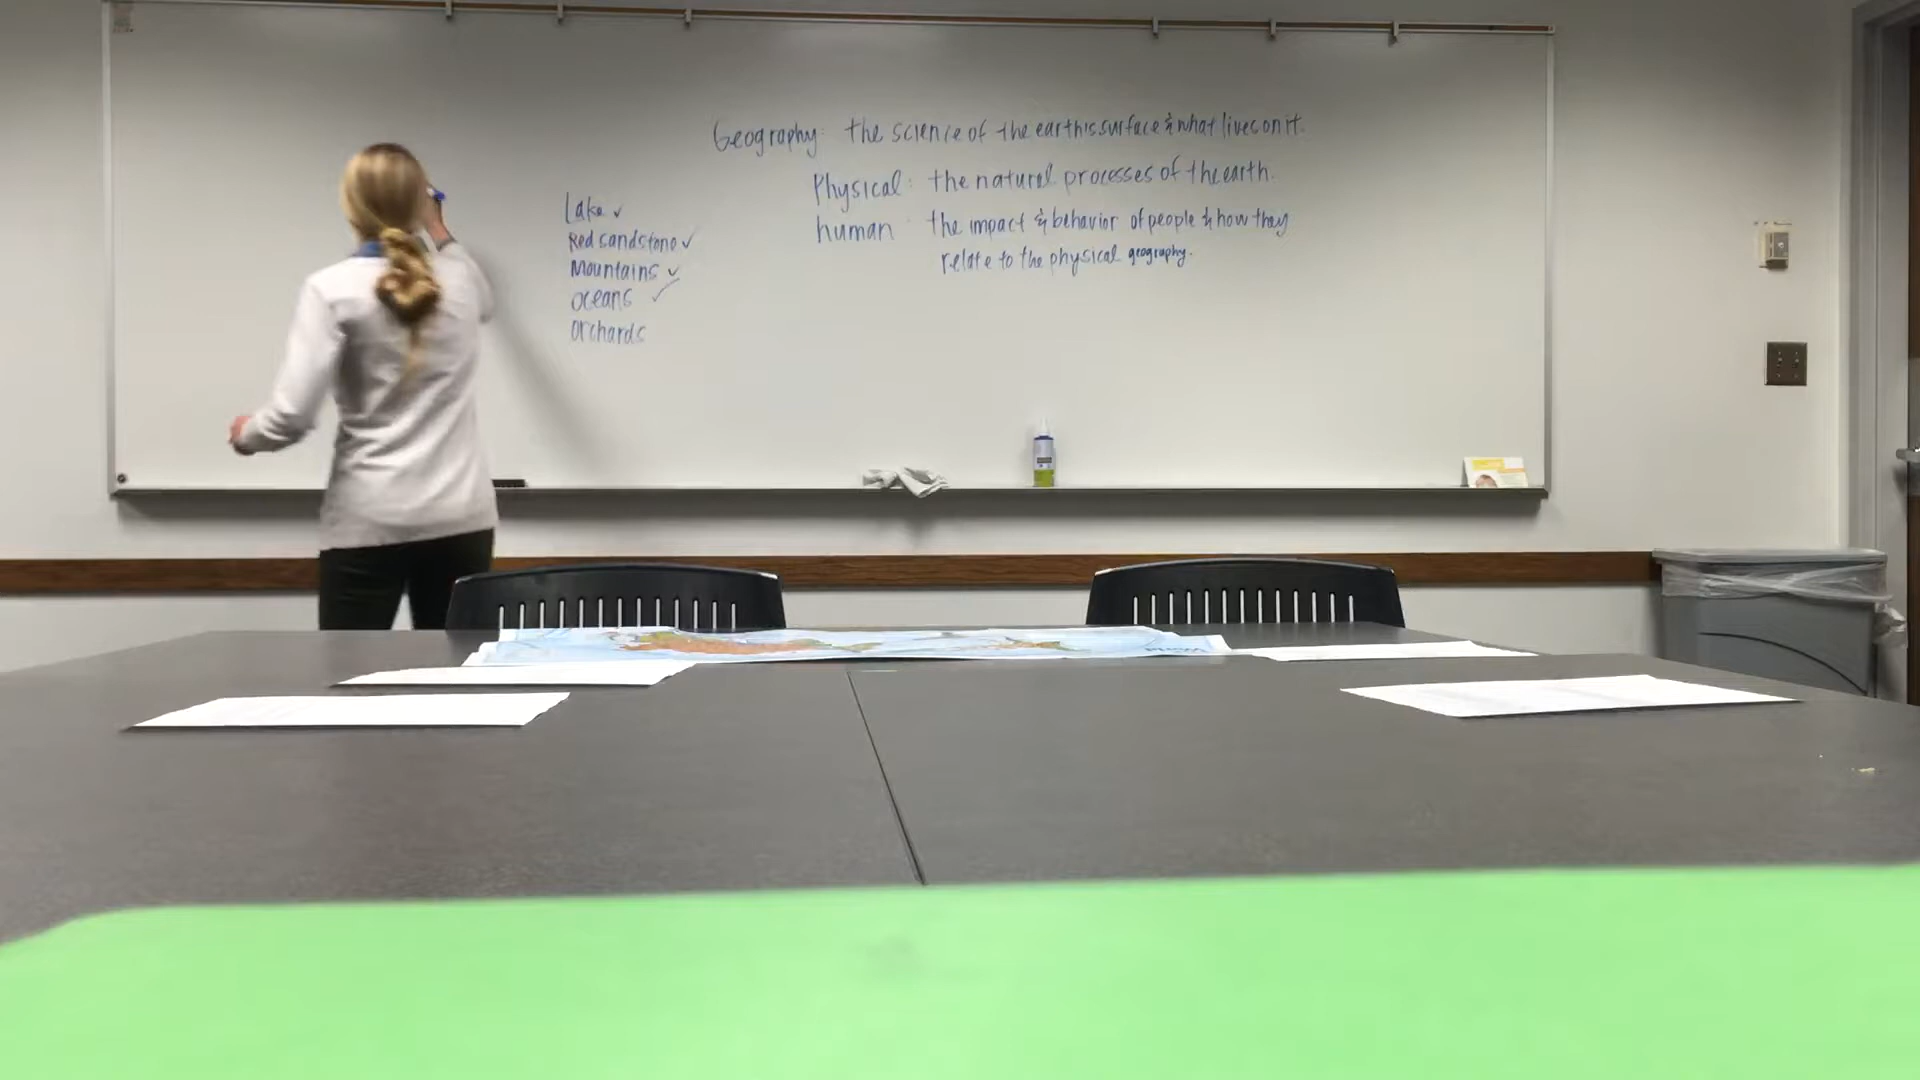 Geography: the science of the earth's surface & what lives on it.
Physical: the natural processes of the earth.
human: the impact & behavior of people & how they
relate to the physical geography.
Lake ✓
Red sandstone ✓
Mountains ✓
Oceans ✓
Orchards
World